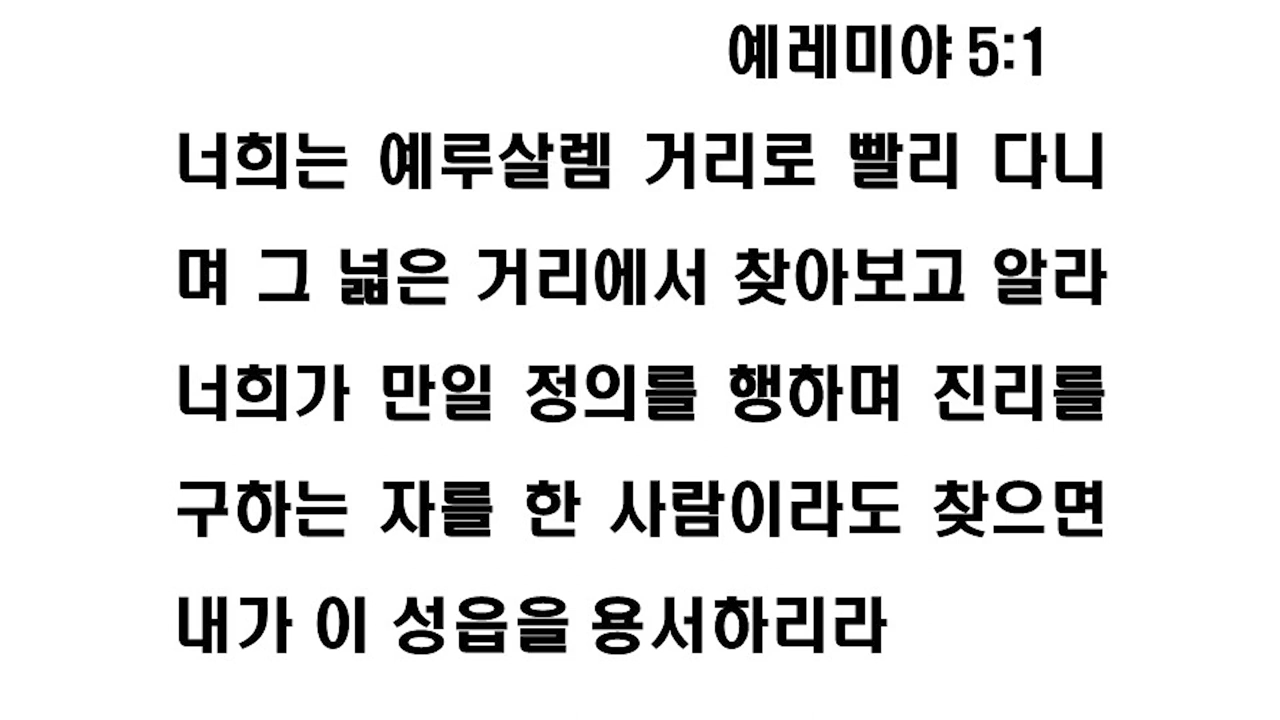 예레미야 5:1
너희는 예루살렘 거리로 빨리 다니
며 그 넓은 거리에서 찾아보고 알라
너희가 만일 정의를 행하며 진리를
구하는 자를 한 사람이라도 찾으면
내가 이 성읍을 용서하리라